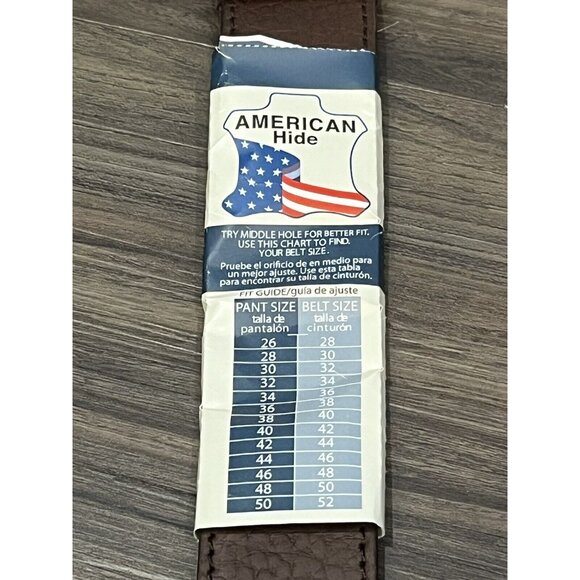 AMERICAN
Hide
TRY MIDDLE HOLE FOR BETTER FIT.
USE THIS CHART TO FIND
YOUR BELT SIZE.
Pruebe el orificio de en medio para
un mejor ajuste. Use esta tabla
para encontrar su talla de cinturón.
FIT GUIDE/guía de ajuste
PANT SIZE BELT SIZE
talla de talla de
pantalón cinturón
26 28
28 30
30 32
32 34
34 36
36 38
38 40
40 42
42 44
44 46
46 48
48 50
50 52